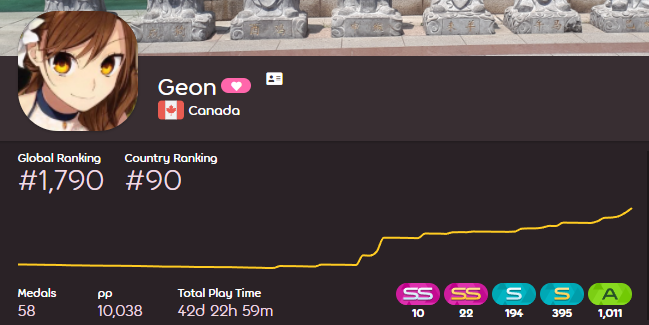 Geon
Canada
Global Ranking Country Ranking
#1,790 #90
Medals pp Total Play Time
58 10,038 42d 22h 59m
SS SS S S A
10 22 194 395 1,011